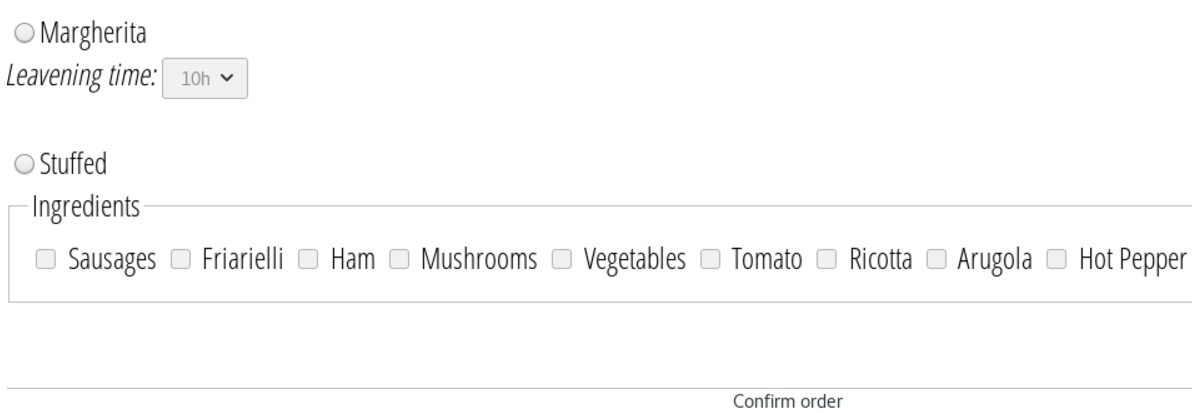 Margherita
Leavening time: 10h
Stuffed
Ingredients
Sausages Friarielli Ham Mushrooms Vegetables Tomato Ricotta Arugola Hot Pepper
Confirm order